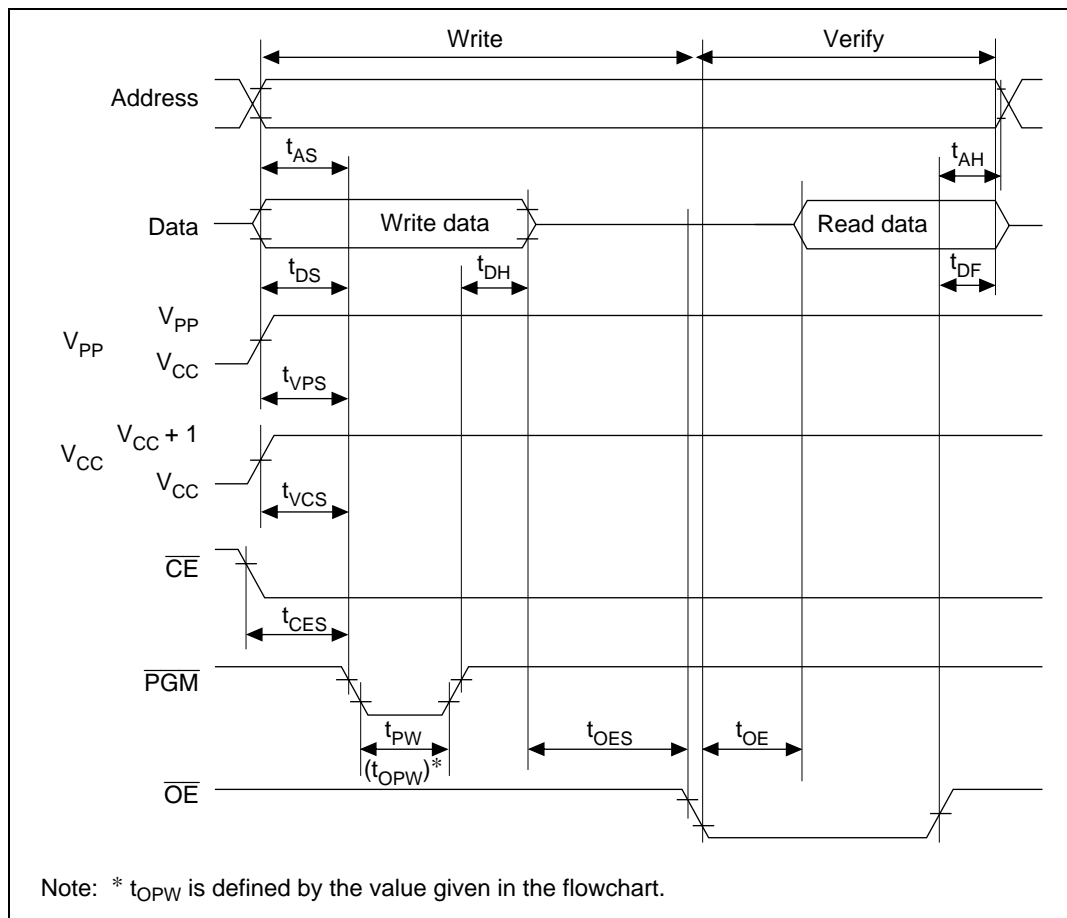 Write Verify
Address
tAS tAH
Data Write data Read data
tDS tDH tDF
VPP
VPP
VCC
tVPS
VCC + 1
VCC
VCC
tVCS
CE
tCES
PGM
tPW tOES tOE
(tOPW)*
OE
Note: * tOPW is defined by the value given in the flowchart.